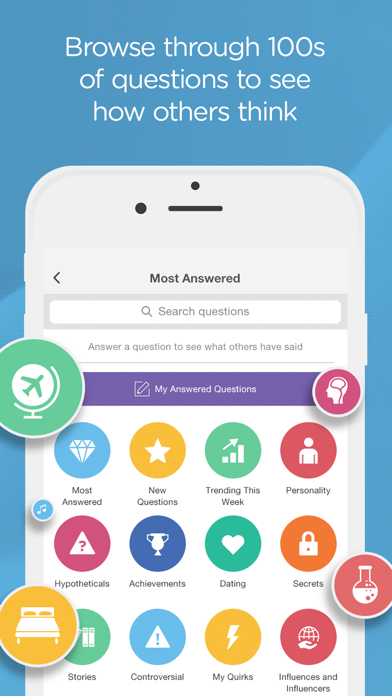 Browse through 100s
of questions to see
how others think
Most Answered
Search questions
Answer a question to see what others have said
My Answered Questions
Most
Answered
New
Questions
Trending This
Week
Personality
Hypotheticals
Achievements
Dating
Secrets
Stories
Controversial
My Quirks
Influences and
Influencers